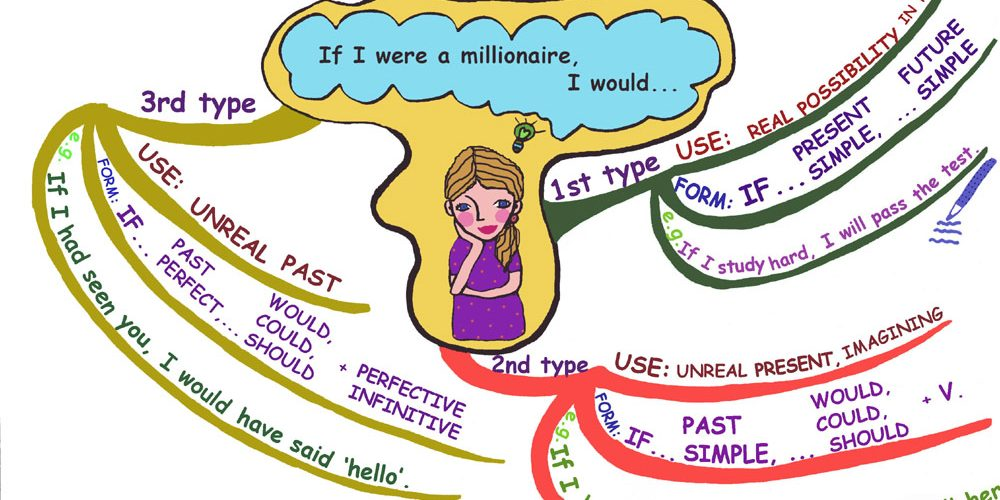 If I were a millionaire,
I would...
3rd type
USE: UNREAL PAST
FORM: IF...
PAST
PERFECT,...
WOULD,
COULD,
SHOULD
+ PERFECTIVE
INFINITIVE
e.g. If I had seen you, I would have said 'hello'.
1st type
USE: REAL POSSIBILITY IN
FORM: IF ...
PRESENT
SIMPLE,
... FUTURE
SIMPLE
e.g. If I study hard, I will pass the test.
2nd type
USE: UNREAL PRESENT, IMAGINING
FORM: IF ...
PAST
SIMPLE, ...
WOULD,
COULD,
SHOULD
+ V.
e.g. If I
her